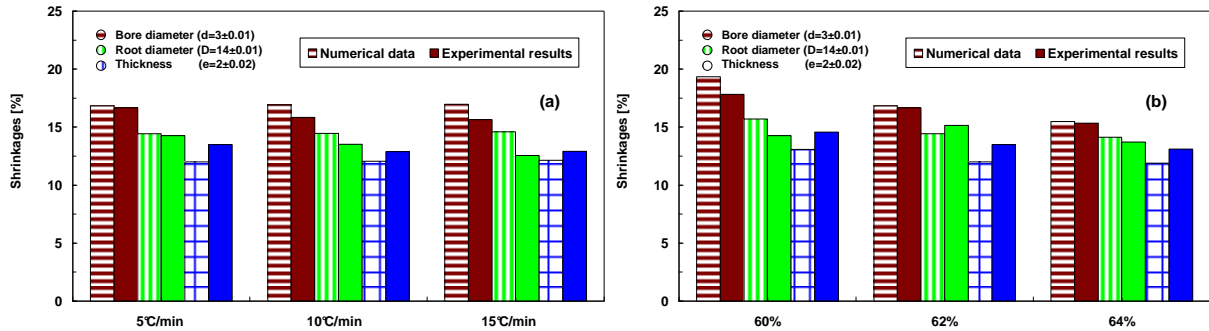 25
20
15
10
5
0
Shrinkages [%]
Bore diameter (d=3±0.01)
Root diameter (D=14±0.01)
Thickness (e=2±0.02)
Numerical data
Experimental results
(a)
5℃/min
10℃/min
15℃/min
25
20
15
10
5
0
Shrinkages [%]
Bore diameter (d=3±0.01)
Root diameter (D=14±0.01)
Thickness (e=2±0.02)
Numerical data
Experimental results
(b)
60%
62%
64%